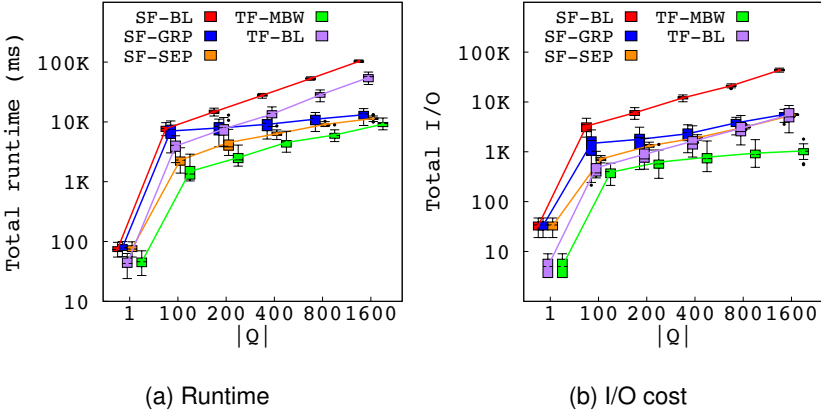 SF-BL
TF-MBW
SF-GRP
TF-BL
SF-SEP
100K
10K
1K
100
10
Total runtime (ms)
1 100 200 400 800 1600
|Q|
(a) Runtime
SF-BL
TF-MBW
SF-GRP
TF-BL
SF-SEP
100K
10K
1K
100
10
Total I/O
1 100 200 400 800 1600
|Q|
(b) I/O cost